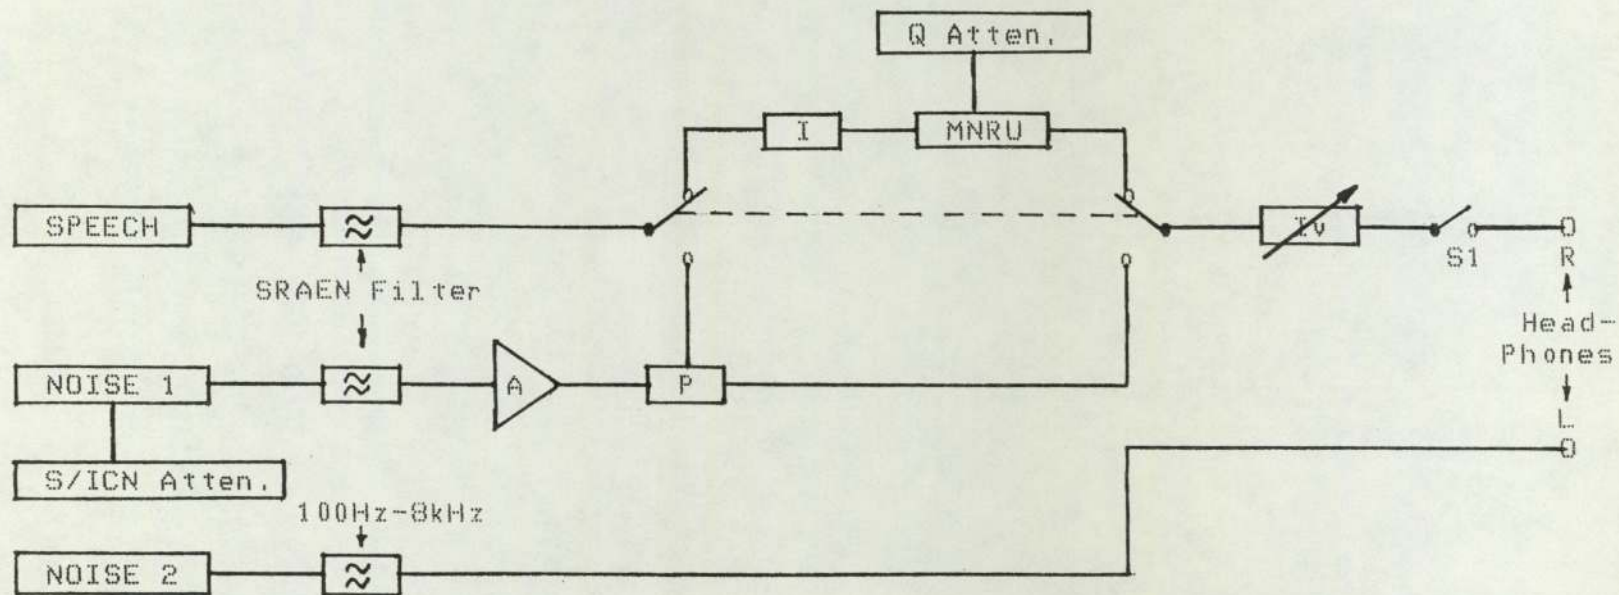 Q Atten.
I
MNRU
SPEECH
≈
Iv
S1
R
SRAEN Filter
Head-
Phones
NOISE 1
≈
A
P
L
S/ICN Atten.
100Hz-8kHz
NOISE 2
≈